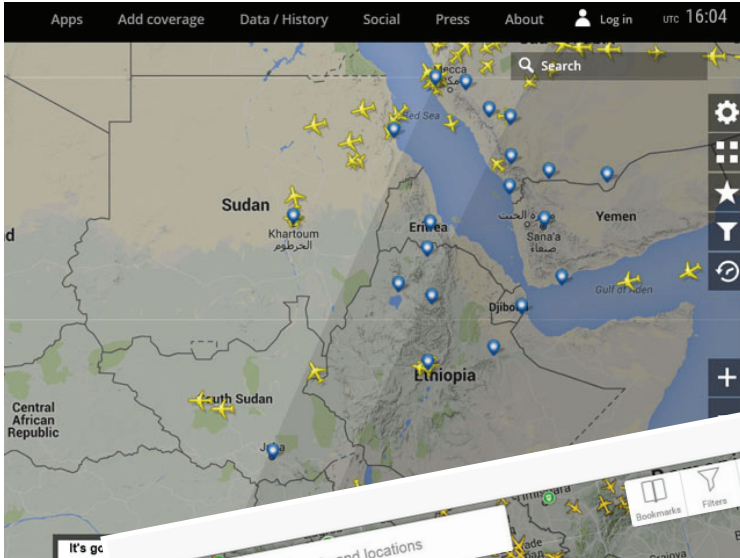 Apps Add coverage Data / History Social Press About Log in UTC 16:04
Search
Mecca
Red Sea
Sudan
Khartoum
الخرطوم
Eritrea
Sana'a
صنعاء
Yemen
Gulf of Aden
Djibouti
Ethiopia
South Sudan
Central
African
Republic
Juba
It's go
and locations
Bookmarks
Filters